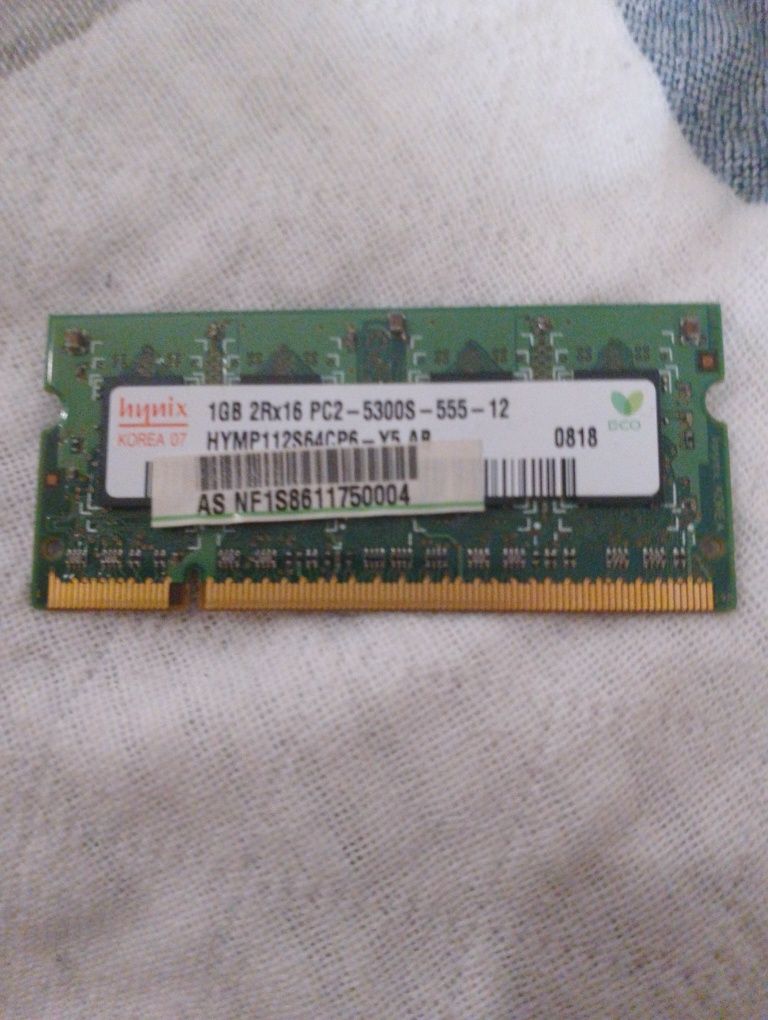 hynix
KOREA 07
1GB 2Rx16 PC2-5300S-555-12
HYMP112S64CP6-Y5 AB
0818
ECO
AS NF1S8611750004